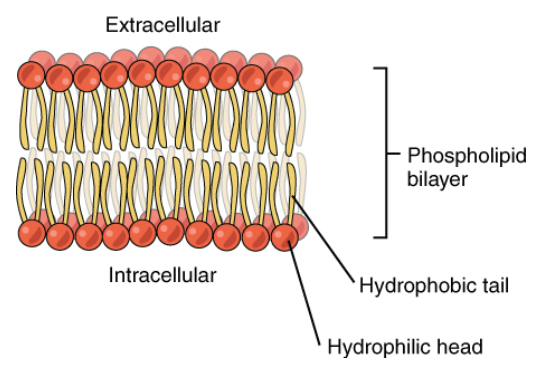 Extracellular
Phospholipid
bilayer
Intracellular
Hydrophobic tail
Hydrophilic head